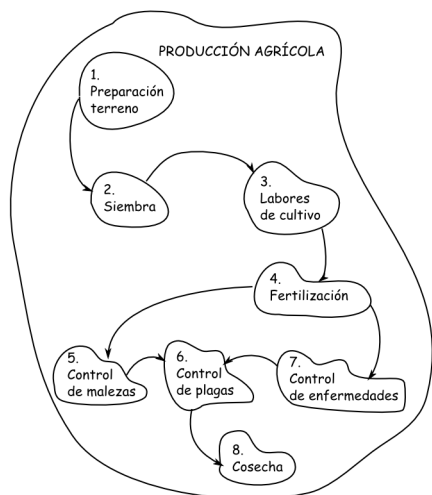 PRODUCCIÓN AGRÍCOLA
1.
Preparación
terreno
2.
Siembra
3.
Labores
de cultivo
4.
Fertilización
5.
Control
de malezas
6.
Control
de plagas
7.
Control
de enfermedades
8.
Cosecha